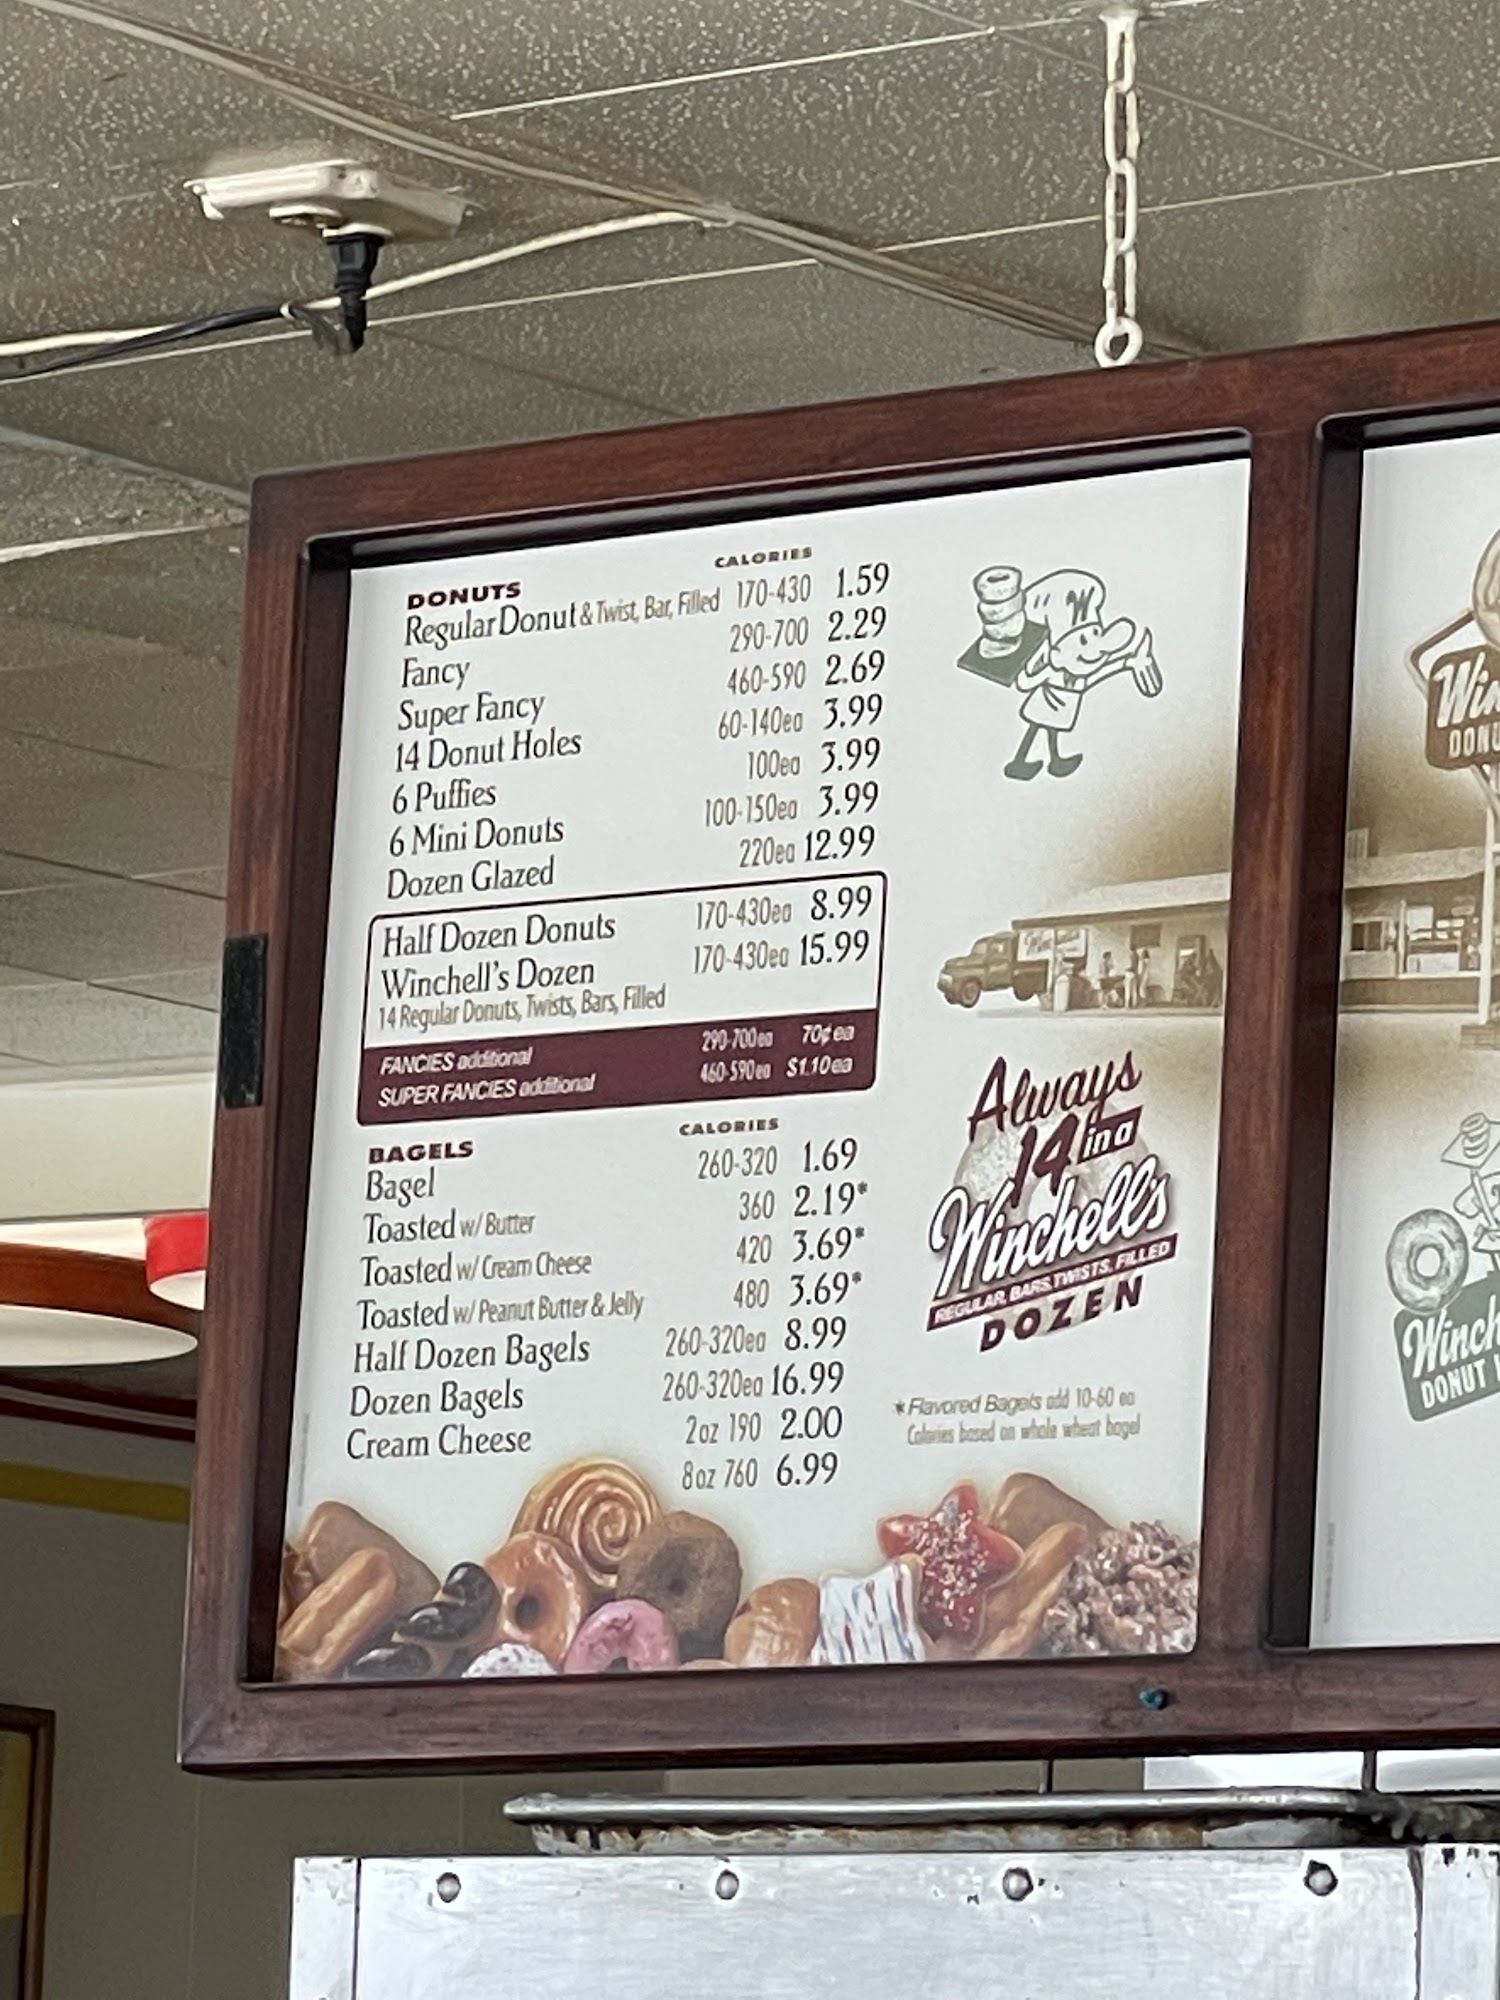 CALORIES
DONUTS
Regular Donut & Twist, Bar, Filled 170-430 1.59
Fancy 290-700 2.29
Super Fancy 460-590 2.69
14 Donut Holes 60-140ea 3.99
6 Puffies 100ea 3.99
6 Mini Donuts 100-150ea 3.99
Dozen Glazed 220ea 12.99
Half Dozen Donuts 170-430ea 8.99
Winchell's Dozen 170-430ea 15.99
14 Regular Donuts, Twists, Bars, Filled
FANCIES additional 290-700ea 70¢ ea
SUPER FANCIES additional 460-590ea $1.10ea
CALORIES
BAGELS
Bagel 260-320 1.69
Toasted w/ Butter 360 2.19*
Toasted w/ Cream Cheese 420 3.69*
Toasted w/ Peanut Butter & Jelly 480 3.69*
Half Dozen Bagels 260-320ea 8.99
Dozen Bagels 260-320ea 16.99
Cream Cheese 2oz 190 2.00
8oz 760 6.99
W
Always
14 in a
Winchell's
REGULAR, BARS, TWISTS, FILLED
DOZEN
*Flavored Bagels add 10-60 ea
Calories based on whole wheat bagel
Win
DONU
Winch
DONUT